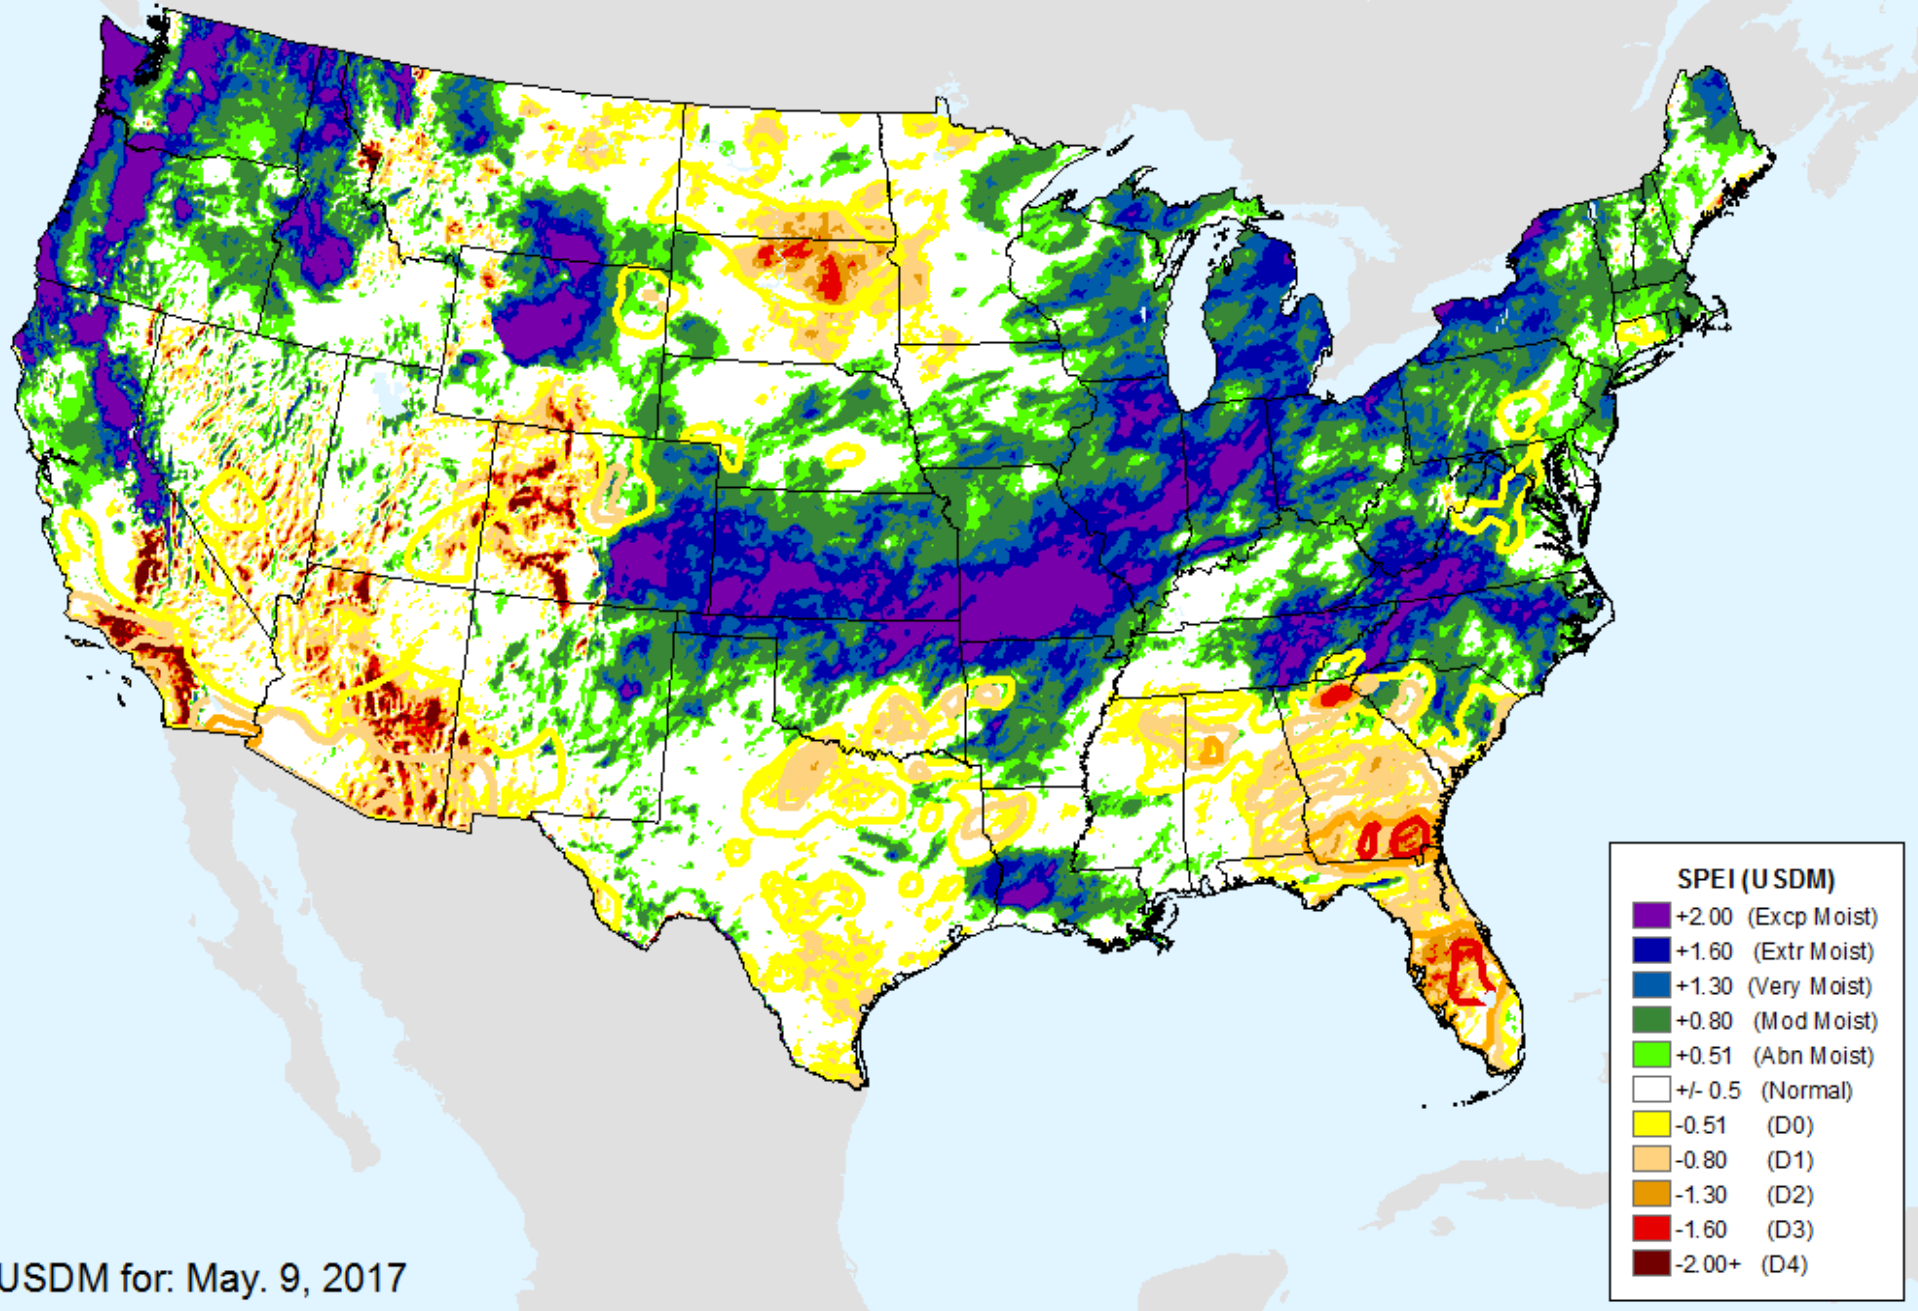 SPEI (USDM)
+2.00 (Excp Moist)
+1.60 (Extr Moist)
+1.30 (Very Moist)
+0.80 (Mod Moist)
+0.51 (Abn Moist)
+/- 0.5 (Normal)
-0.51 (D0)
-0.80 (D1)
-1.30 (D2)
-1.60 (D3)
-2.00+ (D4)
USDM for: May. 9, 2017